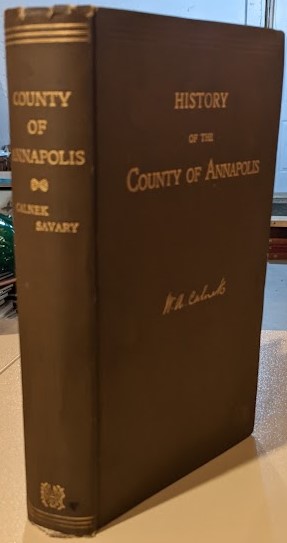 COUNTY
OF
ANNAPOLIS
CALNEK
SAVARY
HISTORY
OF THE
COUNTY OF ANNAPOLIS
W. A. Calnek